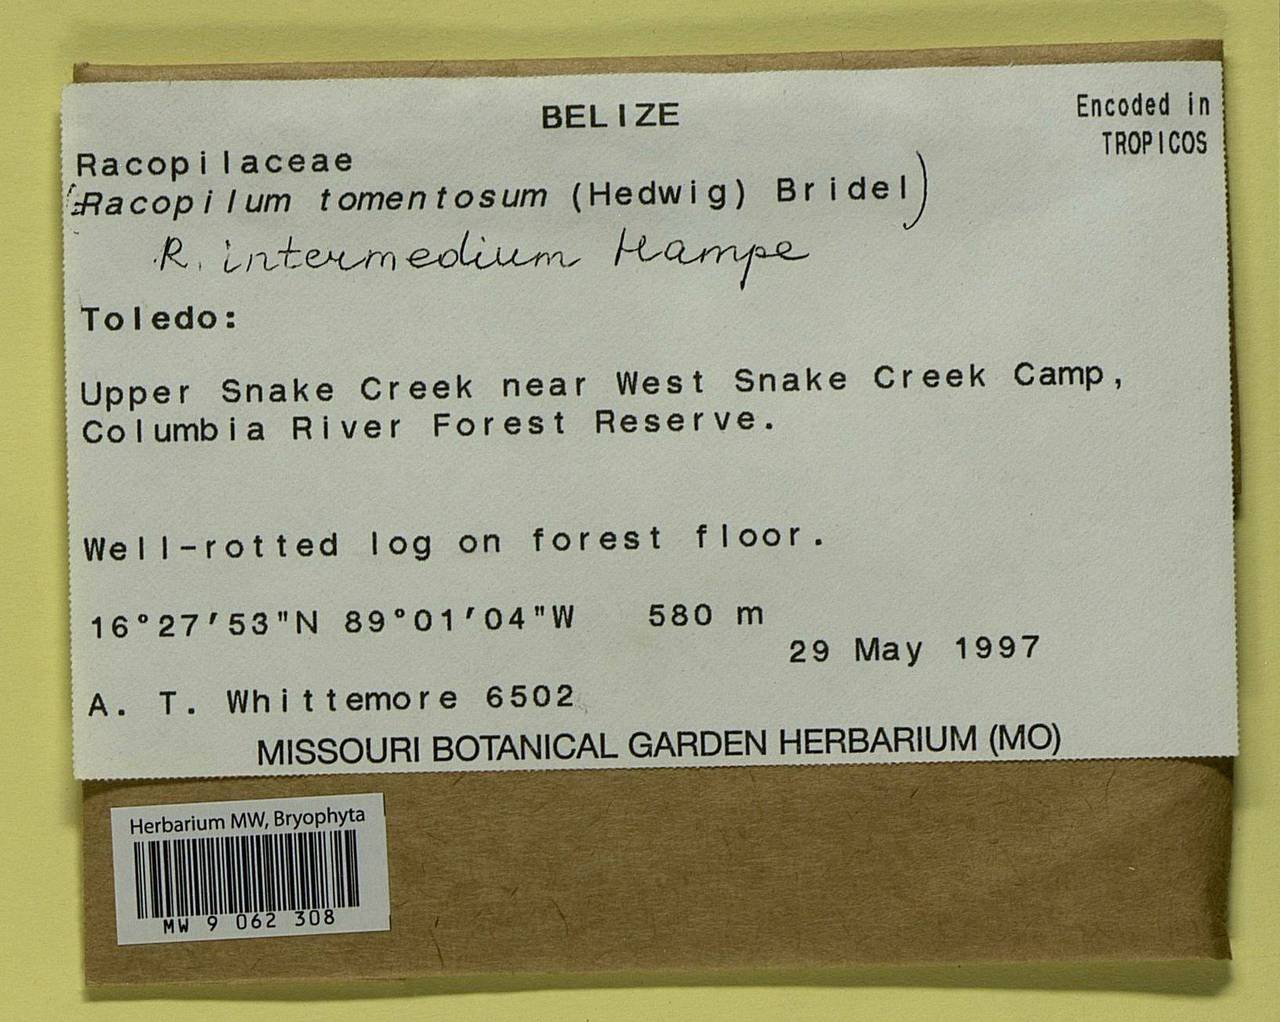 BELIZE
Encoded in
TROPICOS
Racopilaceae
(=Racopilum tomentosum (Hedwig) Bridel)
R. intermedium Hampe
Toledo:
Upper Snake Creek near West Snake Creek Camp,
Columbia River Forest Reserve.
Well-rotted log on forest floor.
16°27'53"N 89°01'04"W 580 m
29 May 1997
A. T. Whittemore 6502
MISSOURI BOTANICAL GARDEN HERBARIUM (MO)
Herbarium MW, Bryophyta
MW 9 062 308